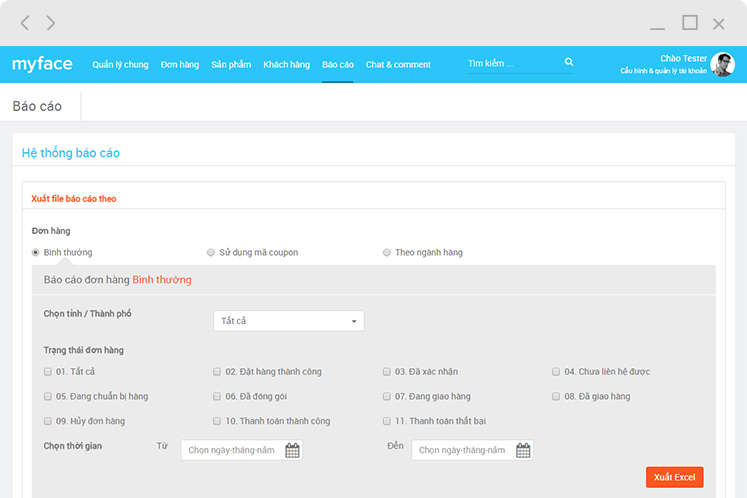 myface Quản lý chung Đơn hàng Sản phẩm Khách hàng Báo cáo Chat & comment Tìm kiếm ... Chào Tester
Cấu hình & quản lý tài khoản
Báo cáo
Hệ thống báo cáo
Xuất file báo cáo theo
Đơn hàng
Bình thường Sử dụng mã coupon Theo ngành hàng
Báo cáo đơn hàng Bình thường
Chọn tỉnh / Thành phố Tất cả
Trạng thái đơn hàng
01. Tất cả 02. Đặt hàng thành công 03. Đã xác nhận 04. Chưa liên hệ được
05. Đang chuẩn bị hàng 06. Đã đóng gói 07. Đang giao hàng 08. Đã giao hàng
09. Hủy đơn hàng 10. Thanh toán thành công 11. Thanh toán thất bại
Chọn thời gian Từ Chọn ngày-tháng-năm Đến Chọn ngày-tháng-năm
Xuất Excel